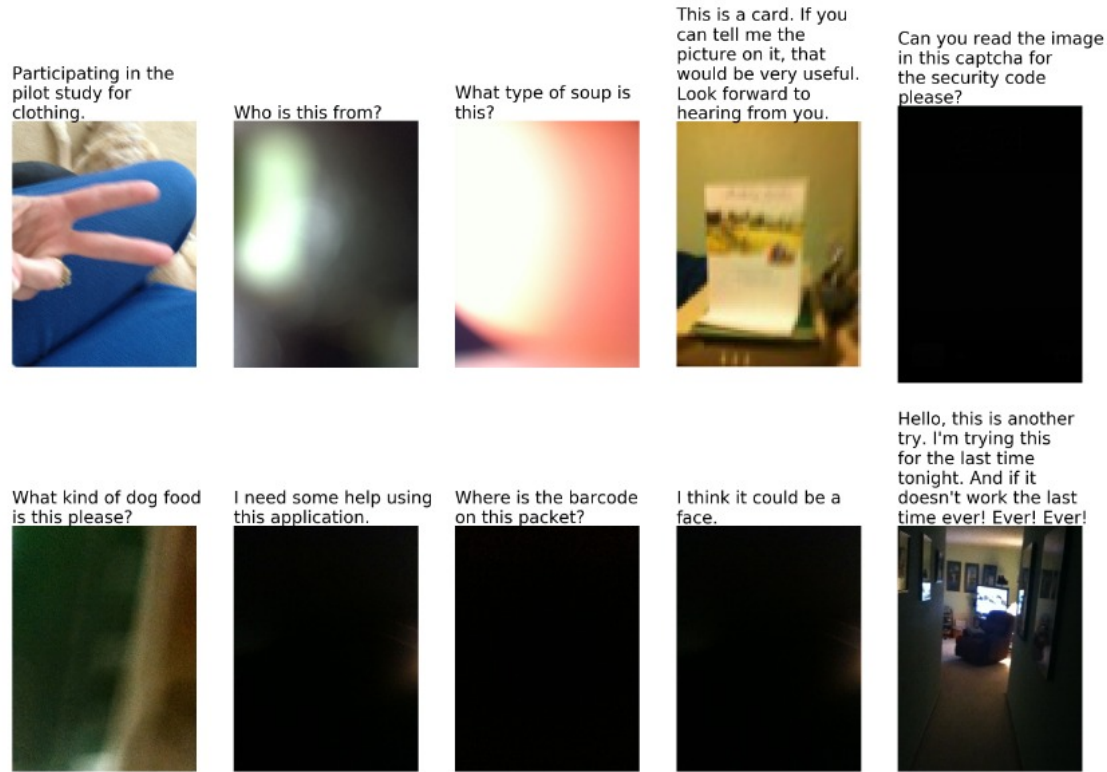 Participating in the
pilot study for
clothing.
Who is this from?
What type of soup is
this?
This is a card. If you
can tell me the
picture on it, that
would be very useful.
Look forward to
hearing from you.
Can you read the image
in this captcha for
the security code
please?
What kind of dog food
is this please?
I need some help using
this application.
Where is the barcode
on this packet?
I think it could be a
face.
Hello, this is another
try. I'm trying this
for the last time
tonight. And if it
doesn't work the last
time ever! Ever! Ever!